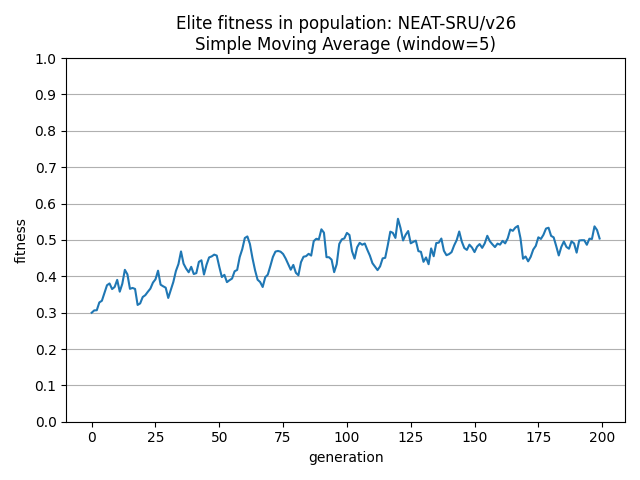 Elite fitness in population: NEAT-SRU/v26
Simple Moving Average (window=5)
1.0
0.9
0.8
0.7
0.6
0.5
0.4
0.3
0.2
0.1
0.0
fitness
0 25 50 75 100 125 150 175 200
generation